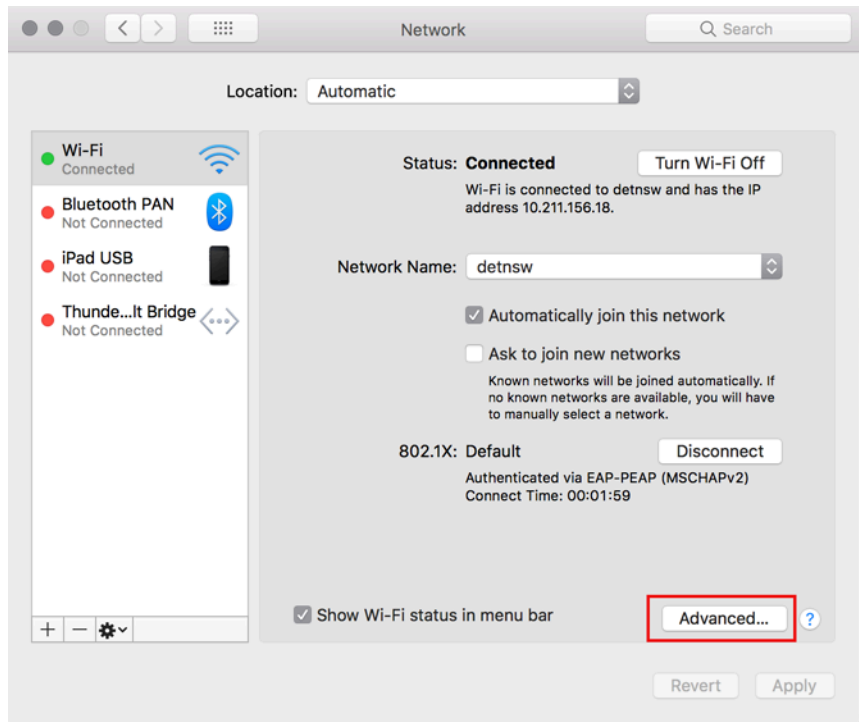 Network
Search
Location: Automatic
Wi-Fi
Connected
Bluetooth PAN
Not Connected
iPad USB
Not Connected
Thunde...lt Bridge
Not Connected
Status: Connected
Turn Wi-Fi Off
Wi-Fi is connected to detnsw and has the IP
address 10.211.156.18.
Network Name: detnsw
Automatically join this network
Ask to join new networks
Known networks will be joined automatically. If
no known networks are available, you will have
to manually select a network.
802.1X: Default
Disconnect
Authenticated via EAP-PEAP (MSCHAPv2)
Connect Time: 00:01:59
Show Wi-Fi status in menu bar
Advanced...
?
Revert
Apply